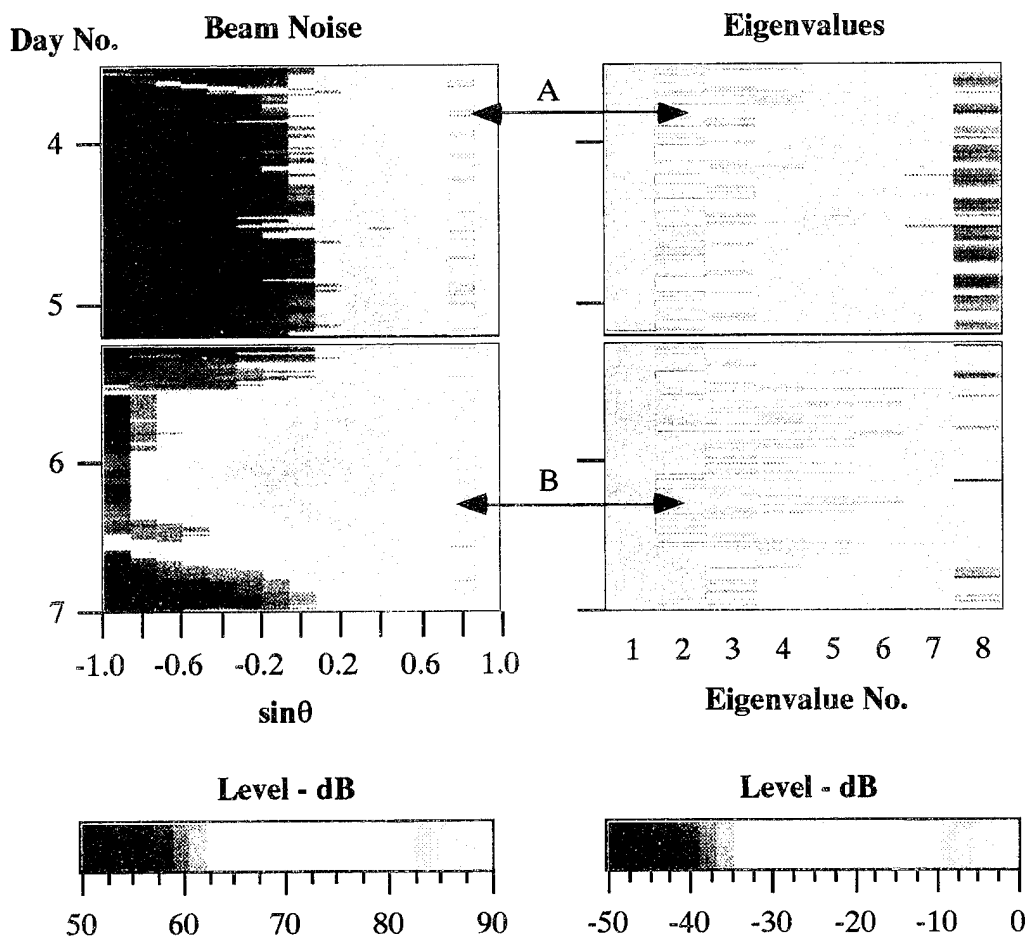 Day No. Beam Noise Eigenvalues
A
4
5
6
B
7
-1.0 -0.6 -0.2 0.2 0.6 1.0
1 2 3 4 5 6 7 8
sinθ
Eigenvalue No.
Level - dB Level - dB
50 60 70 80 90
-50 -40 -30 -20 -10 0